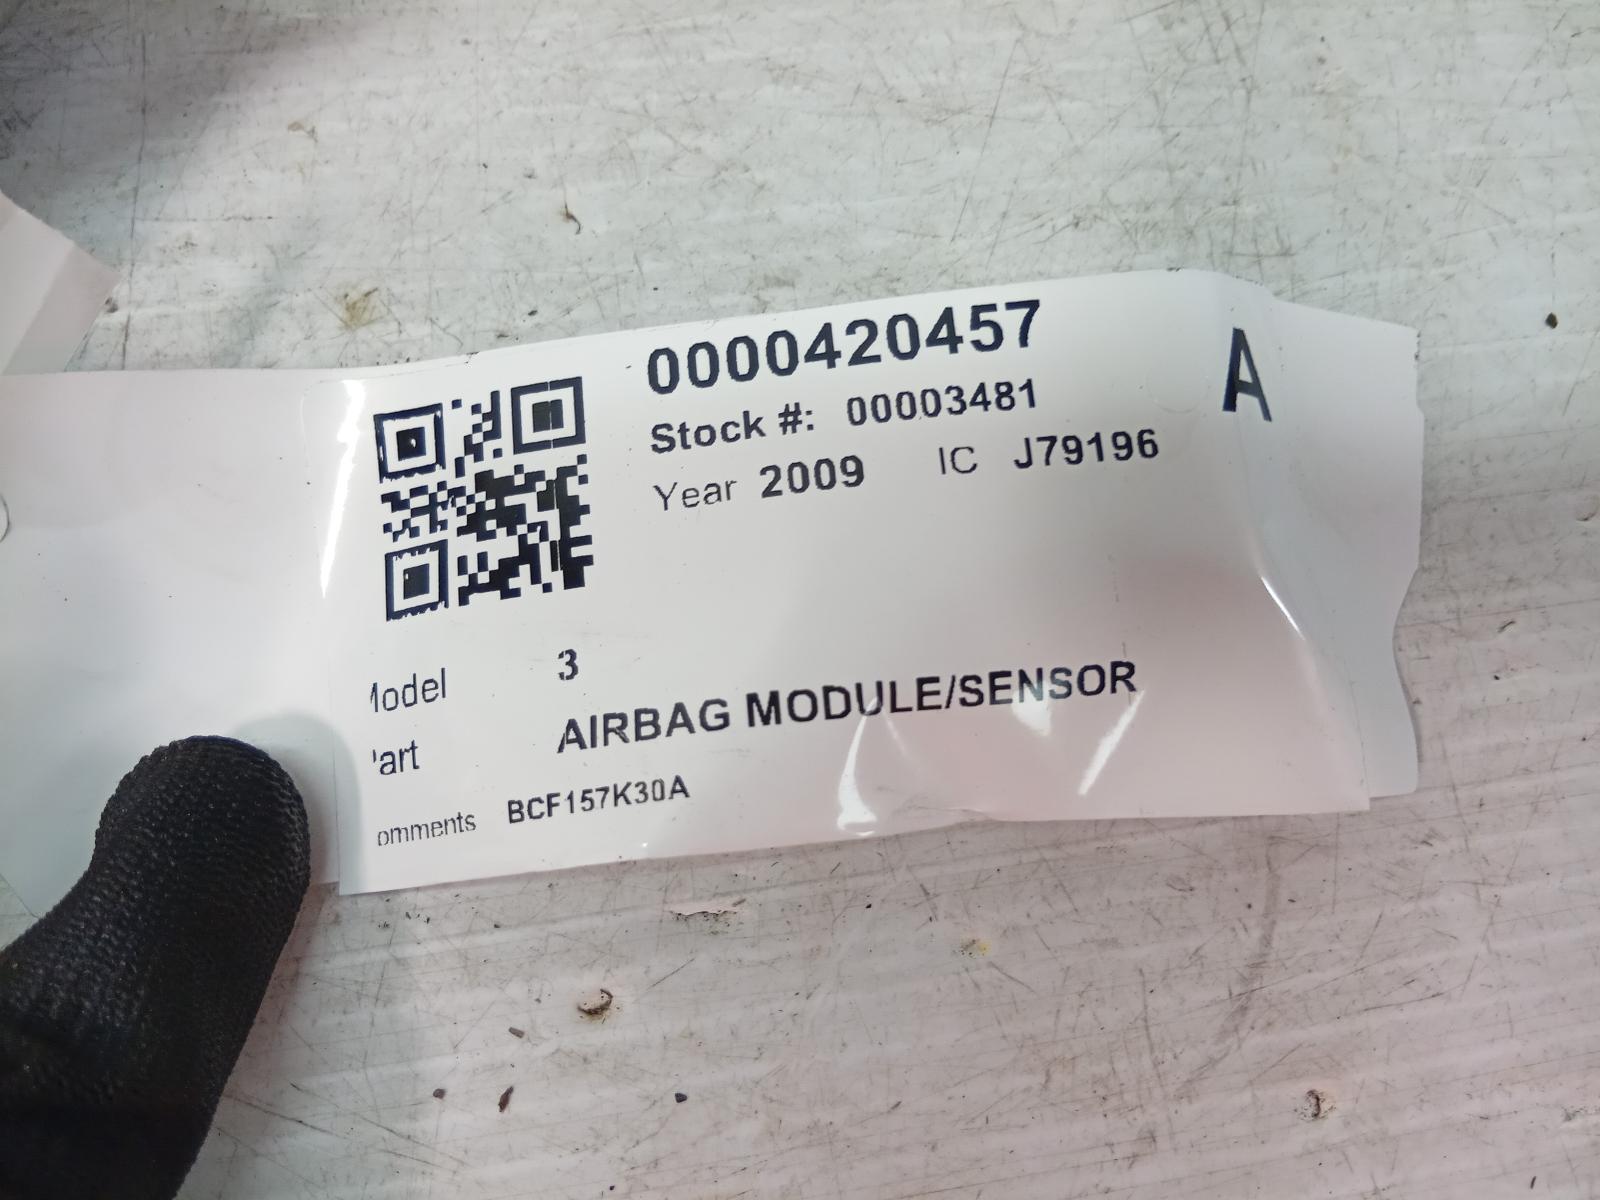 0000420457
A
Stock #: 00003481
Year 2009 IC J79196
Model 3
Part AIRBAG MODULE/SENSOR
omments BCF157K30A